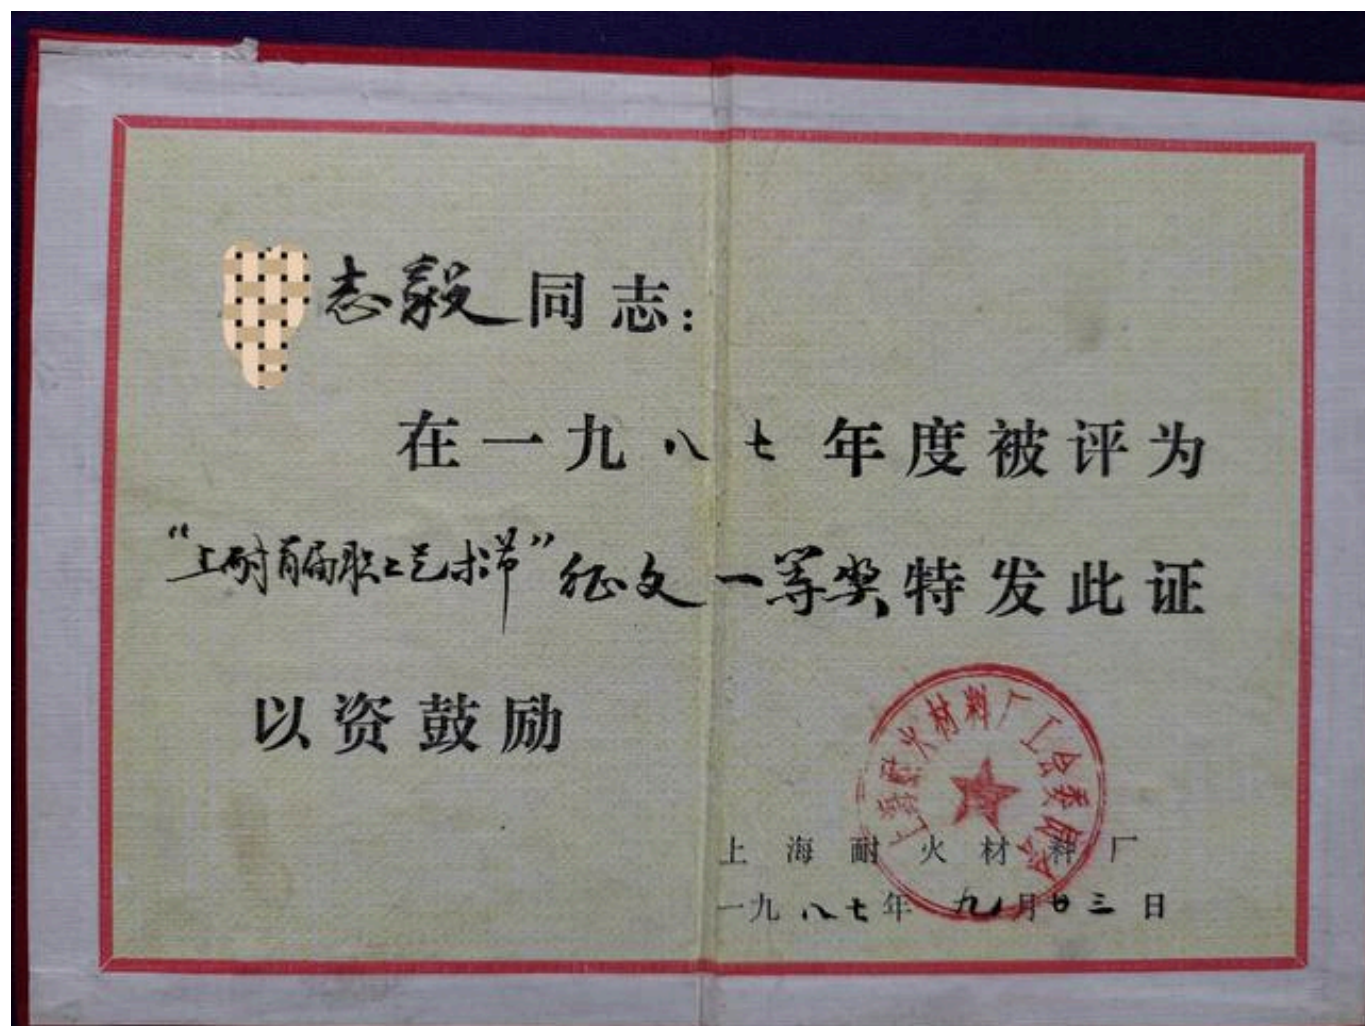 志毅同志：
在一九八七年度被评为
“上耐首届职工艺术节”征文一等奖特发此证
以资鼓励
上海耐火材料厂工会委员会
上海耐火材料厂
一九八七年九月廿三日